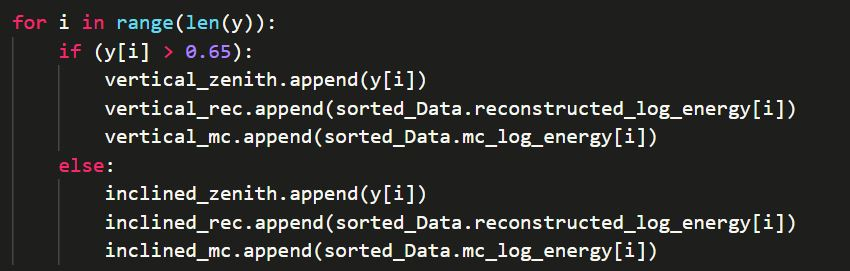 for i in range(len(y)):
    if (y[i] > 0.65):
        vertical_zenith.append(y[i])
        vertical_rec.append(sorted_Data.reconstructed_log_energy[i])
        vertical_mc.append(sorted_Data.mc_log_energy[i])
    else:
        inclined_zenith.append(y[i])
        inclined_rec.append(sorted_Data.reconstructed_log_energy[i])
        inclined_mc.append(sorted_Data.mc_log_energy[i])